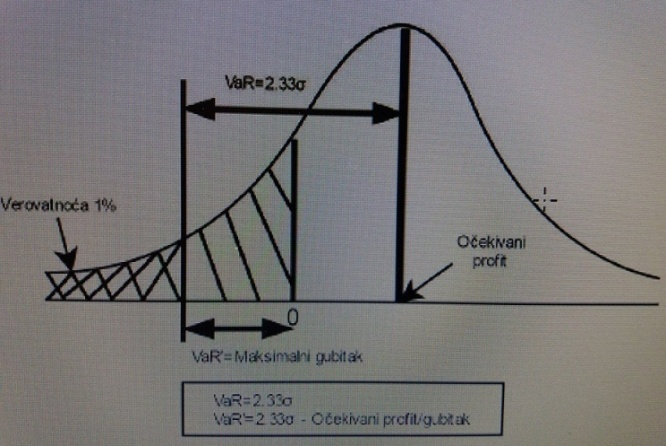 VaR=2.33σ
Verovatnoća 1%
Očekivani
profit
0
VaR'=Maksimalni gubitak
VaR=2.33σ
VaR'=2.33σ - Očekivani profit/gubitak